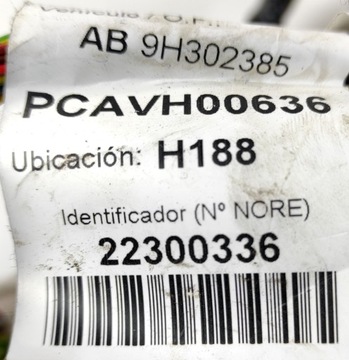 AB 9H302385
PCAVH00636
Ubicación: H188
Identificador (Nº NORE)
22300336